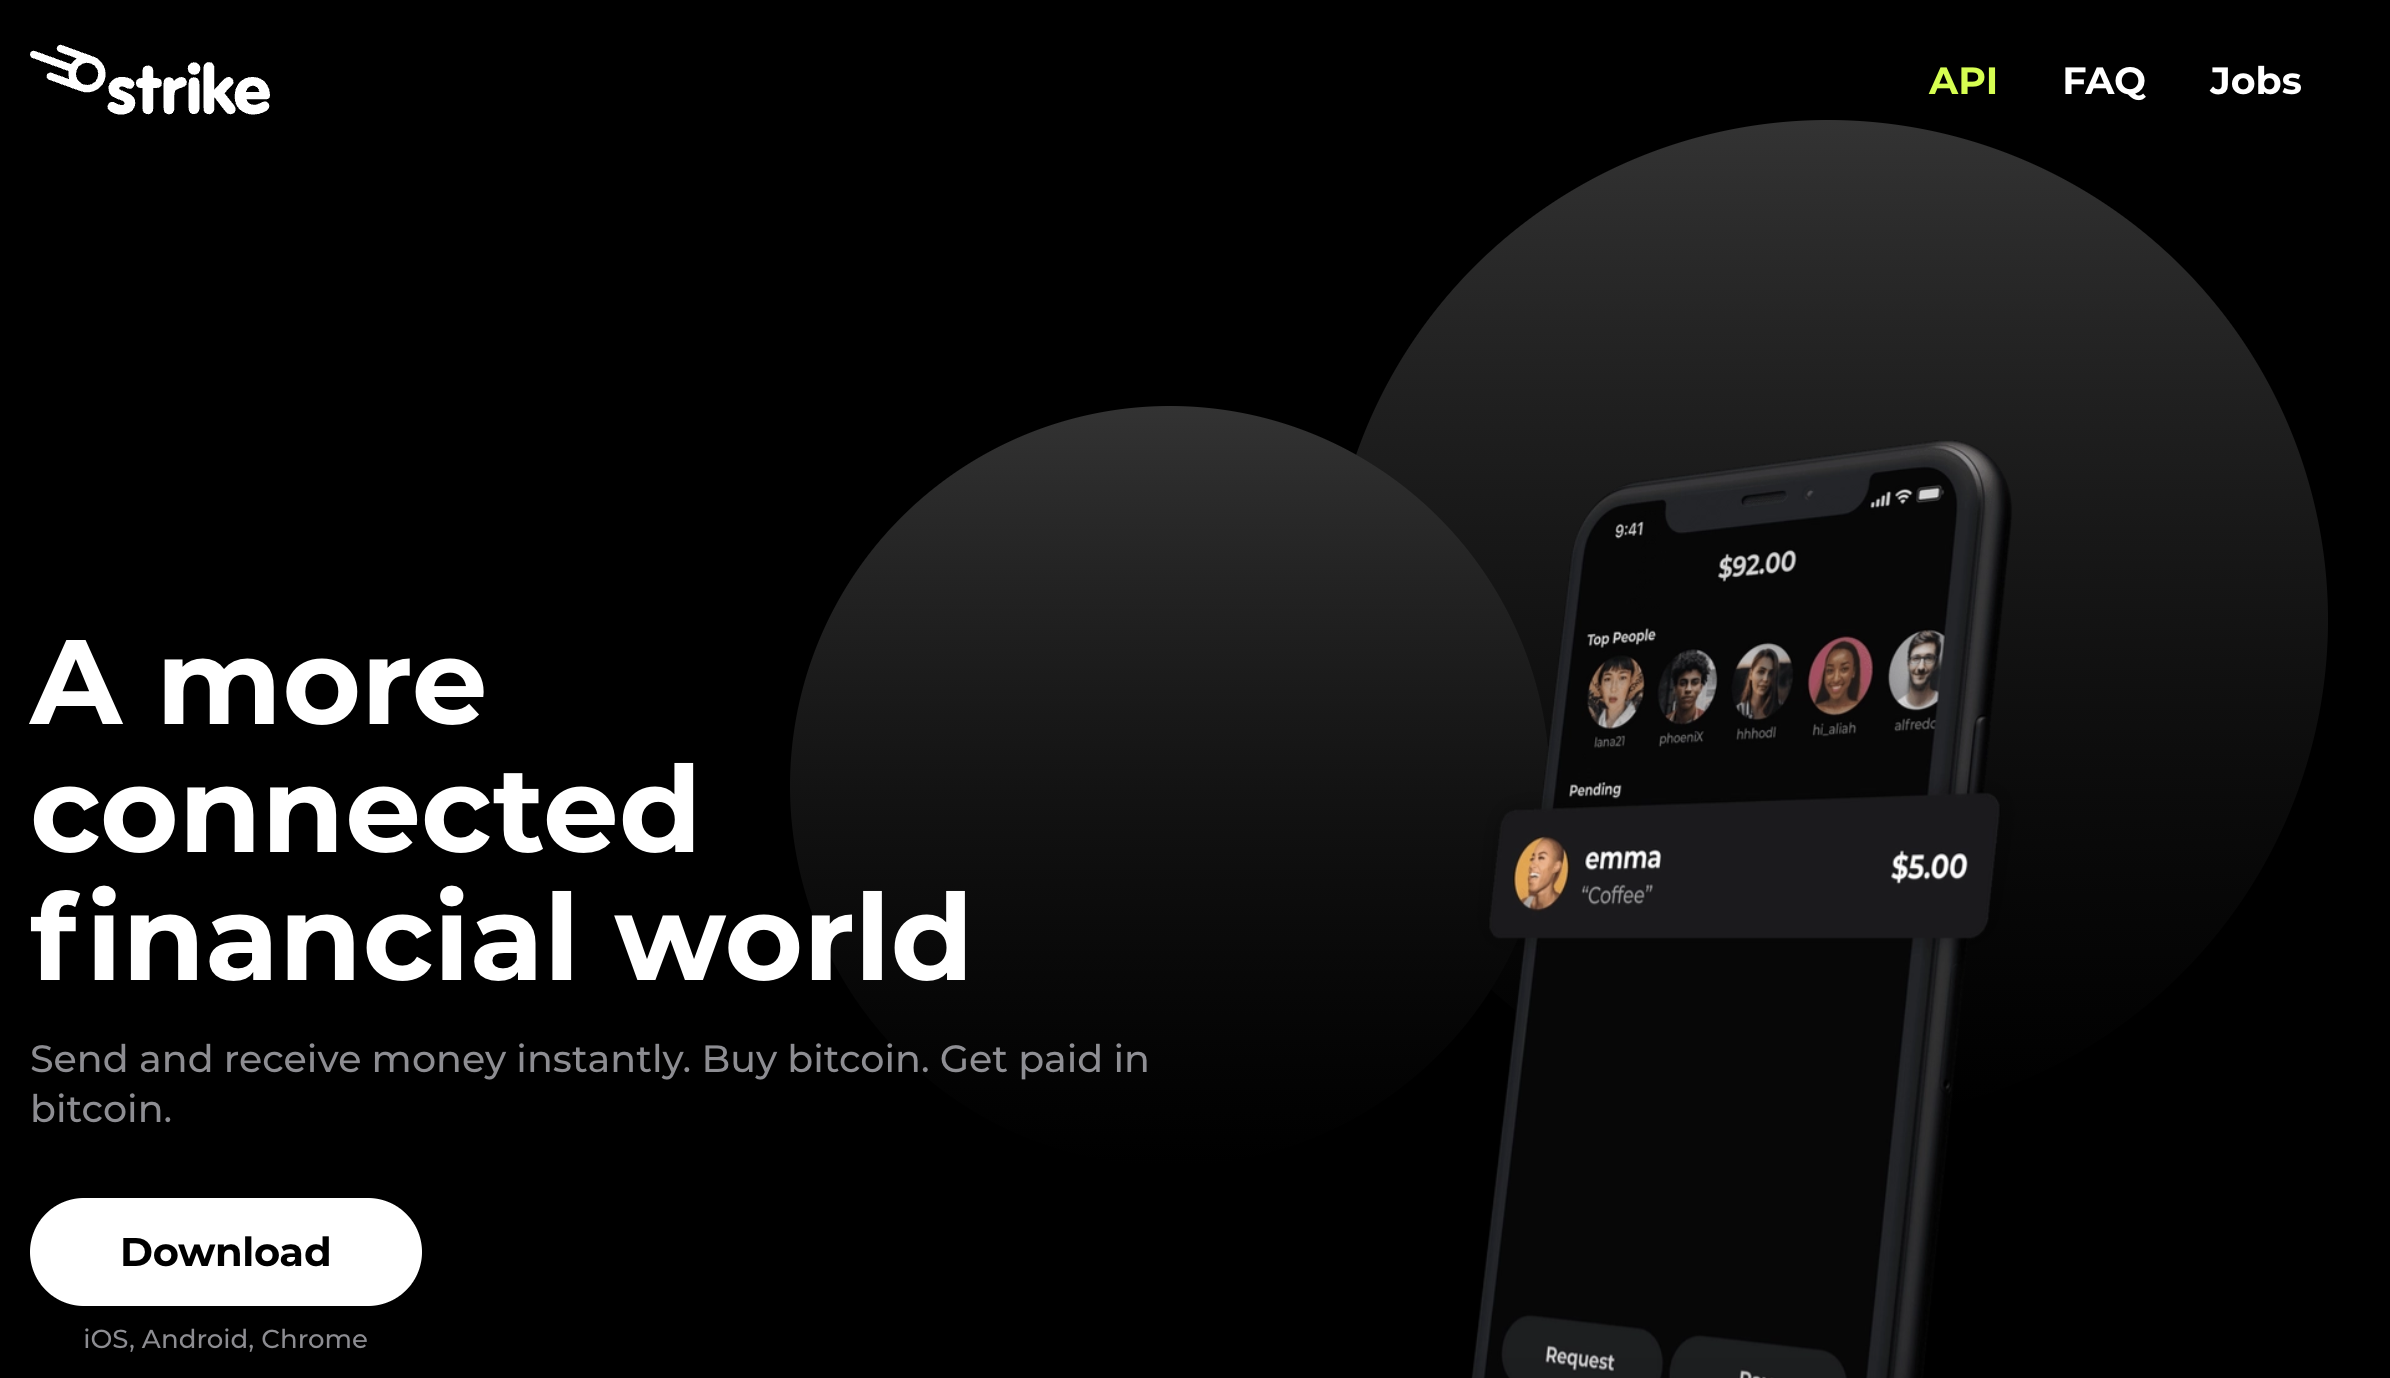 strike
API
FAQ
Jobs
A more
connected
financial world
Send and receive money instantly. Buy bitcoin. Get paid in
bitcoin.
Download
iOS, Android, Chrome
9:41
$92.00
Top People
lana21
phoeniX
hhhodl
hi_aliah
alfredo
Pending
emma
$5.00
“Coffee”
Request